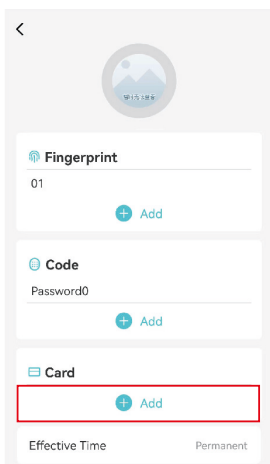 Fingerprint
01
Add
Code
Password0
Add
Card
Add
Effective Time
Permanent